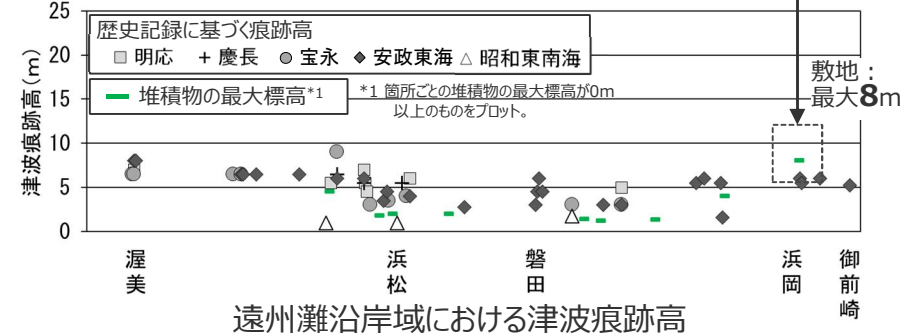 25
20
15
10
5
0
津波痕跡高(m)
歴史記録に基づく痕跡高
明応 慶長 宝永 安政東海 昭和東南海
堆積物の最大標高*1
*1 箇所ごとの堆積物の最大標高が0m
以上のものをプロット。
敷地：
最大8m
渥美
浜松
磐田
浜岡
御前崎
遠州灘沿岸域における津波痕跡高